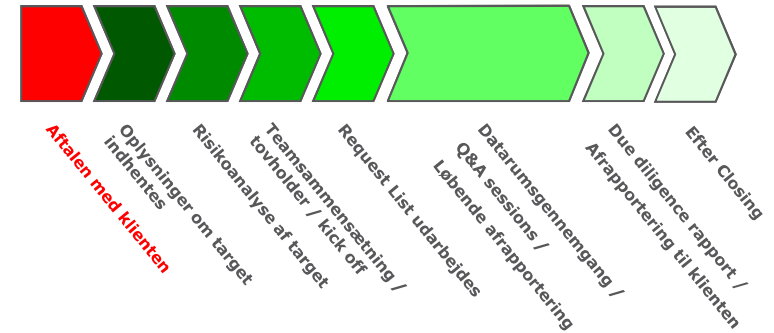 Aftalen med klienten
Oplysninger om target
indhentes
Risikoanalyse af target
Teamsammensætning /
tovholder / kick off
Request List udarbejdes
Datarumsgennemgang /
Q&A sessions /
Løbende afrapportering
Due diligence rapport /
Afrapportering til klienten
Efter Closing